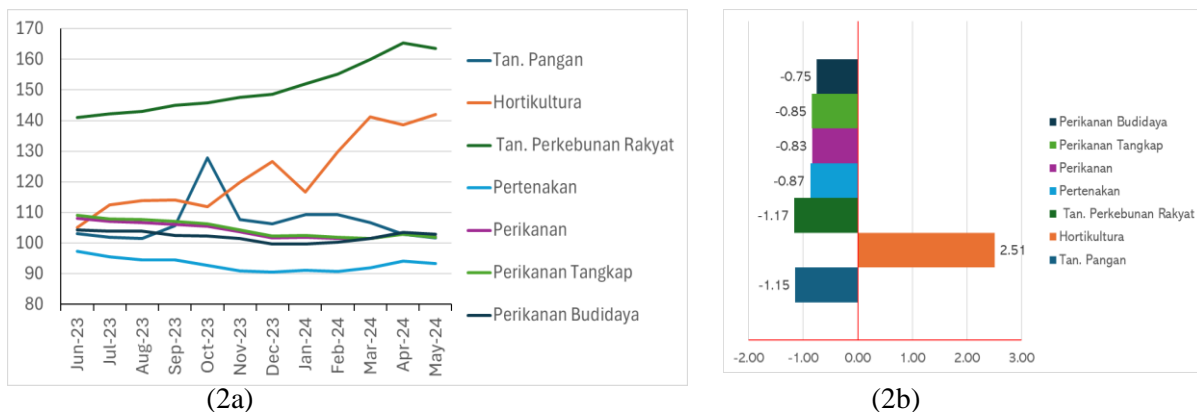 170
160
150
140
130
120
110
100
90
80
Jun-23
Jul-23
Aug-23
Sep-23
Oct-23
Nov-23
Dec-23
Jan-24
Feb-24
Mar-24
Apr-24
May-24
Tan. Pangan
Hortikultura
Tan. Perkebunan Rakyat
Pertenakan
Perikanan
Perikanan Tangkap
Perikanan Budidaya
(2a)
-0.75
-0.85
-0.83
-0.87
-1.17
2.51
-1.15
-2.00 -1.00 0.00 1.00 2.00 3.00
Perikanan Budidaya
Perikanan Tangkap
Perikanan
Pertenakan
Tan. Perkebunan Rakyat
Hortikultura
Tan. Pangan
(2b)